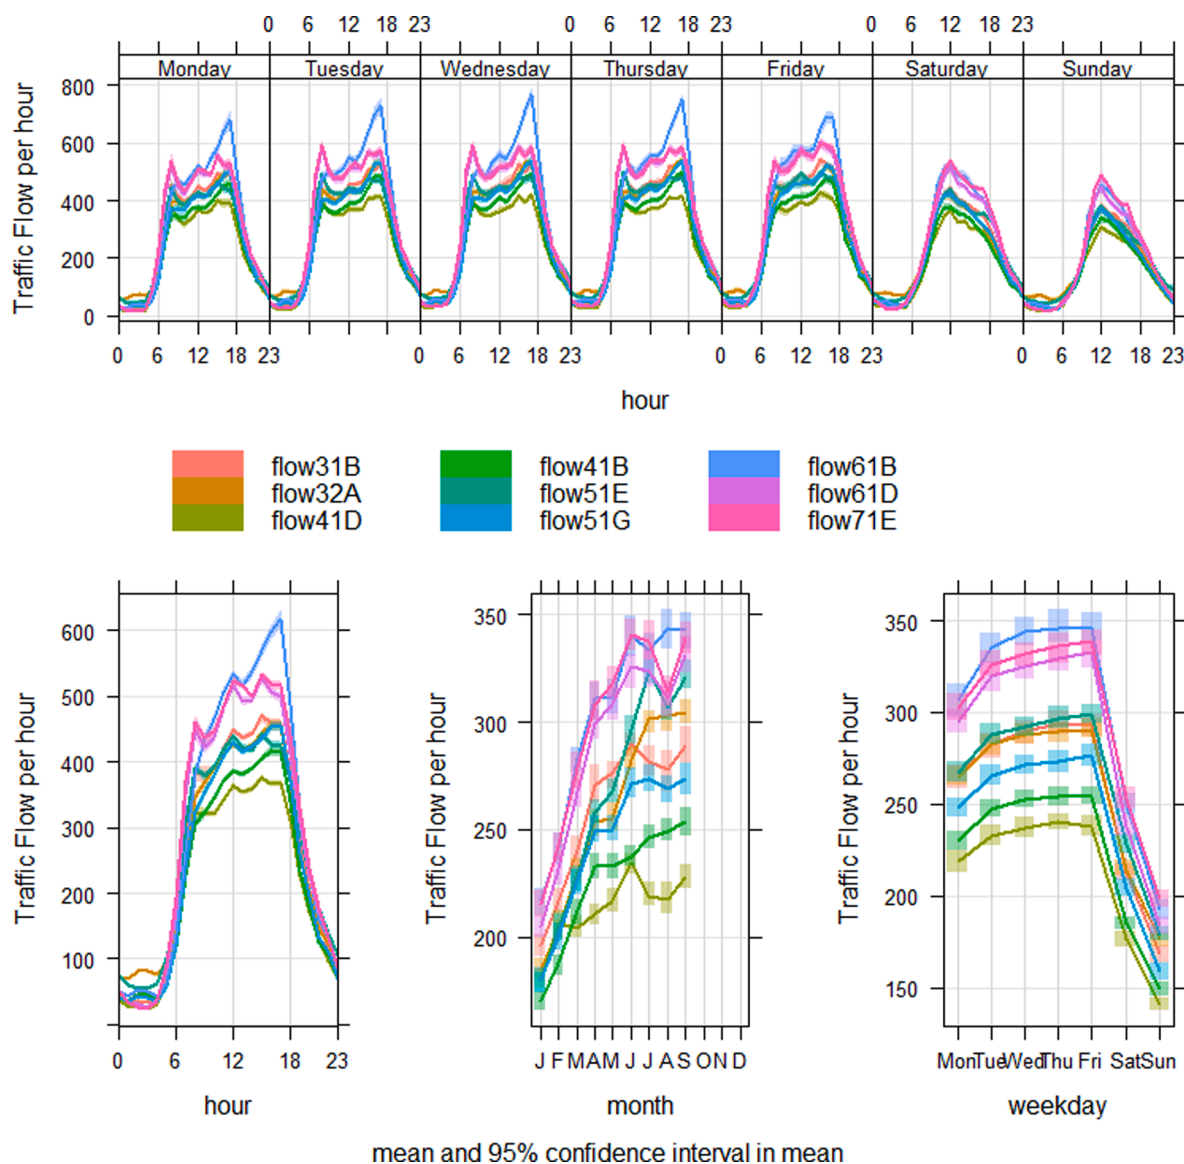 0 6 12 18 23 0 6 12 18 23 0 6 12 18 23
Monday Tuesday Wednesday Thursday Friday Saturday Sunday
Traffic Flow per hour
800
600
400
200
0
0 6 12 18 23 0 6 12 18 23 0 6 12 18 23 0 6 12 18 23
hour
flow31B flow41B flow61B
flow32A flow51E flow61D
flow41D flow51G flow71E
Traffic Flow per hour
600
500
400
300
200
100
0 6 12 18 23
hour
Traffic Flow per hour
350
300
250
200
J F M A M J J A S O N D
month
Traffic Flow per hour
350
300
250
200
150
Mon Tue Wed Thu Fri Sat Sun
weekday
mean and 95% confidence interval in mean